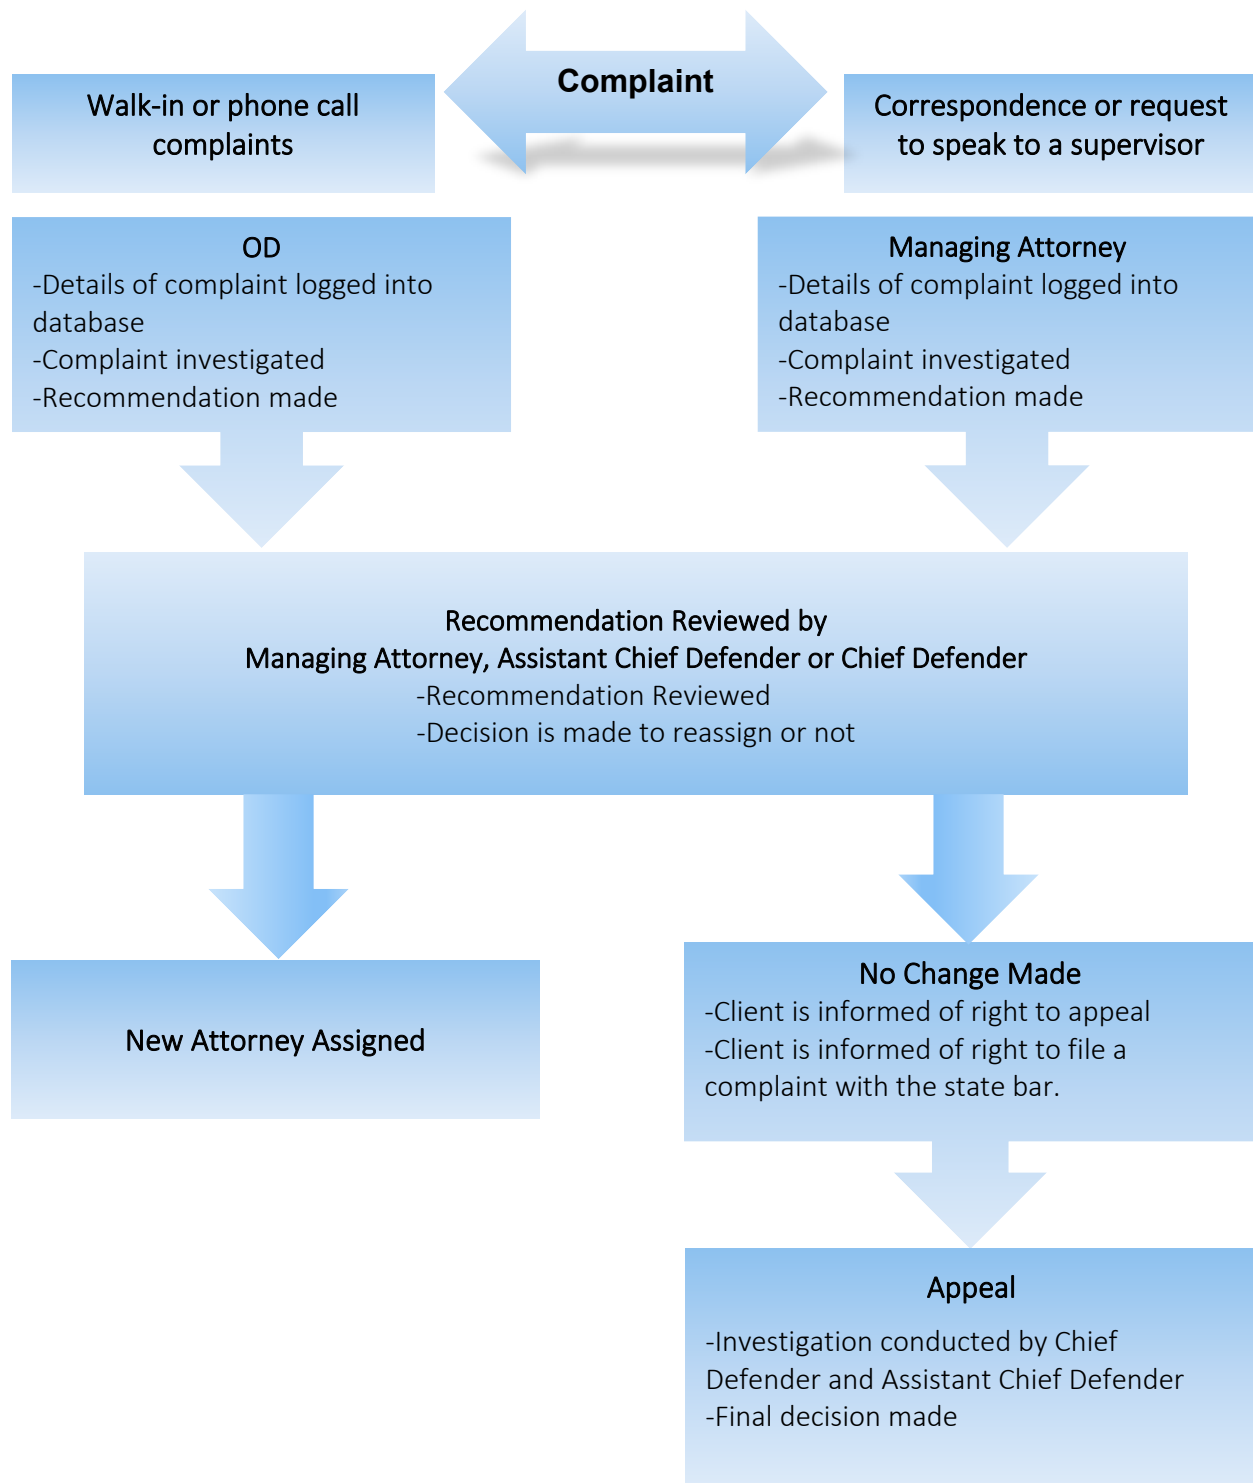 Complaint
Walk-in or phone call
complaints
Correspondence or request
to speak to a supervisor
OD
-Details of complaint logged into
database
-Complaint investigated
-Recommendation made
Managing Attorney
-Details of complaint logged into
database
-Complaint investigated
-Recommendation made
Recommendation Reviewed by
Managing Attorney, Assistant Chief Defender or Chief Defender
-Recommendation Reviewed
-Decision is made to reassign or not
New Attorney Assigned
No Change Made
-Client is informed of right to appeal
-Client is informed of right to file a
complaint with the state bar.
Appeal
-Investigation conducted by Chief
Defender and Assistant Chief Defender
-Final decision made